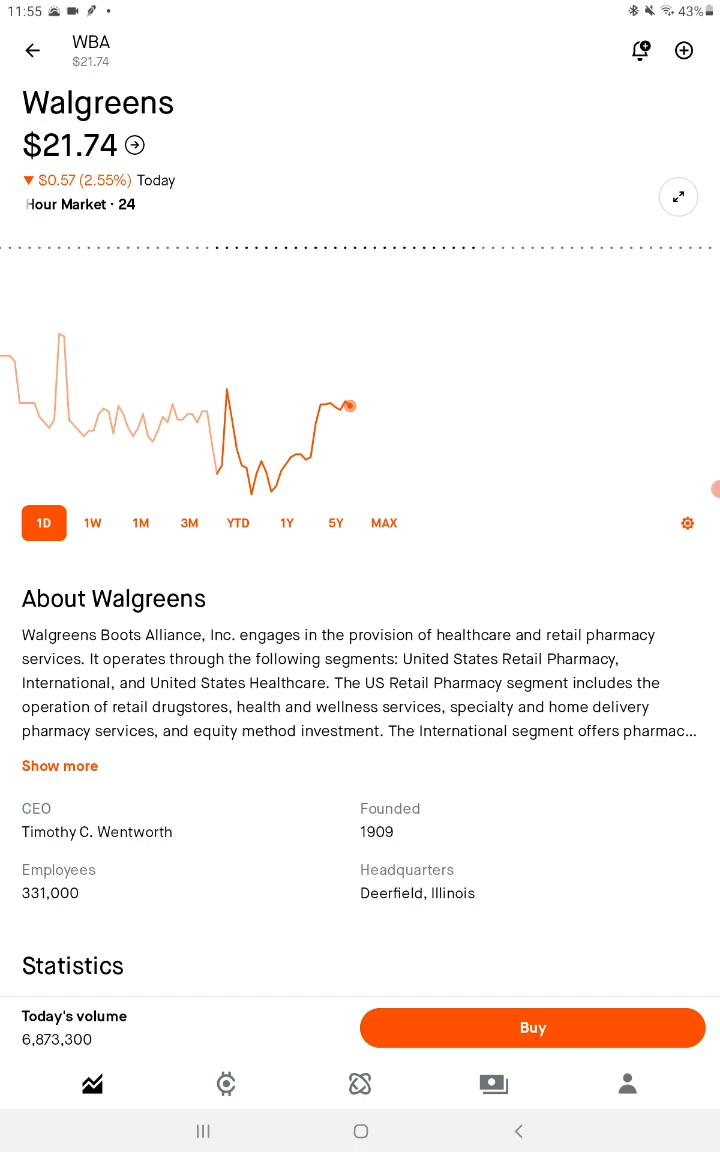 11:55
43%
WBA
$21.74
Walgreens
$21.74
▼ $0.57 (2.55%) Today
Hour Market · 24
1D 1W 1M 3M YTD 1Y 5Y MAX
About Walgreens
Walgreens Boots Alliance, Inc. engages in the provision of healthcare and retail pharmacy
services. It operates through the following segments: United States Retail Pharmacy,
International, and United States Healthcare. The US Retail Pharmacy segment includes the
operation of retail drugstores, health and wellness services, specialty and home delivery
pharmacy services, and equity method investment. The International segment offers pharmac...
Show more
CEO Founded
Timothy C. Wentworth 1909
Employees Headquarters
331,000 Deerfield, Illinois
Statistics
Today's volume
6,873,300
Buy